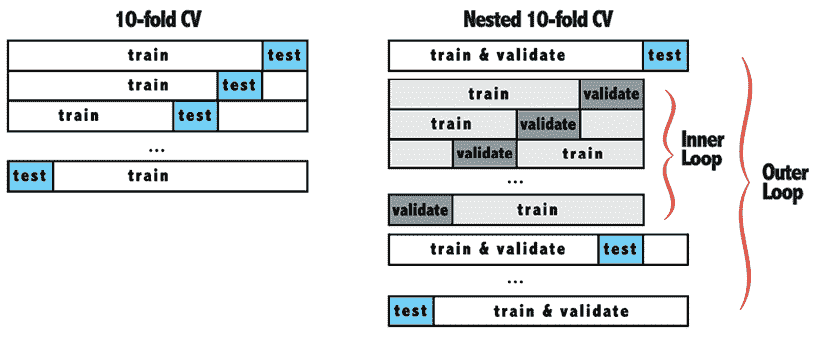 10-fold CV
train test
train test
train test
...
test train
Nested 10-fold CV
train & validate test
train validate
train validate
validate train
...
validate train
Inner
Loop
train & validate test
...
test train & validate
Outer
Loop